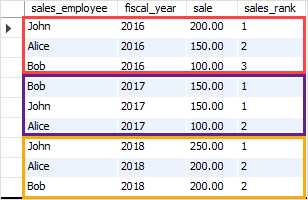 sales_employee fiscal_year sale sales_rank
John 2016 200.00 1
Alice 2016 150.00 2
Bob 2016 100.00 3
Bob 2017 150.00 1
John 2017 150.00 1
Alice 2017 100.00 2
John 2018 250.00 1
Alice 2018 200.00 2
Bob 2018 200.00 2